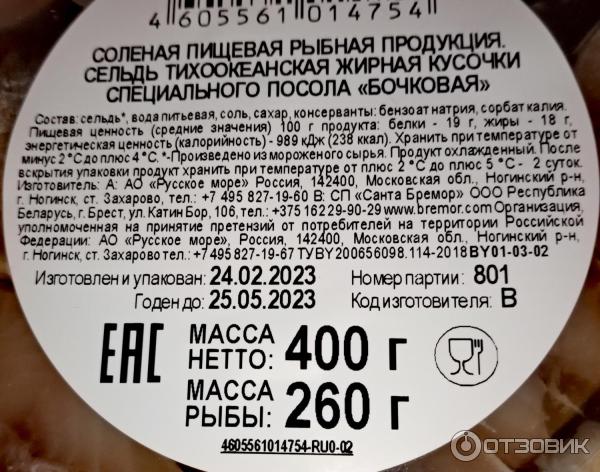 4 605561 014754
СОЛЕНАЯ ПИЩЕВАЯ РЫБНАЯ ПРОДУКЦИЯ.
СЕЛЬДЬ ТИХООКЕАНСКАЯ ЖИРНАЯ КУСОЧКИ
СПЕЦИАЛЬНОГО ПОСОЛА «БОЧКОВАЯ»
Состав: сельдь*, вода питьевая, соль, сахар, консерванты: бензоат натрия, сорбат калия.
Пищевая ценность (средние значения) 100 г продукта: белки - 19 г, жиры - 18 г,
энергетическая ценность (калорийность) - 989 кДж (238 ккал). Хранить при температуре от
минус 2 °С до плюс 4 °С. *-Произведено из мороженого сырья. Продукт охлажденный. После
вскрытия упаковки продукт хранить при температуре от плюс 2 °С до плюс 5 °С - 2 суток.
Изготовитель: А: АО «Русское море» Россия, 142400, Московская обл., Ногинский р-н,
г. Ногинск, ст. Захарово, тел.: +7 495 827-19-60 В: СП «Санта Бремор» ООО Республика
Беларусь, г. Брест, ул. Катин Бор, 106, тел.: +375 16229-90-29 www.bremor.com Организация,
уполномоченная на принятие претензий от потребителей на территории Российской
Федерации: АО «Русское море» Россия, 142400, Московская обл., Ногинский р-н,
г. Ногинск, ст. Захарово тел.: +7 495 827-19-67 ТУ BY 200656098.114-2018 BY01-03-02
Изготовлен и упакован: 24.02.2023 Номер партии: 801
Годен до: 25.05.2023 Код изготовителя: В
EAC МАССА НЕТТО: 400 г
МАССА РЫБЫ: 260 г
4605561014754-RU0-02
ОТЗОВИК